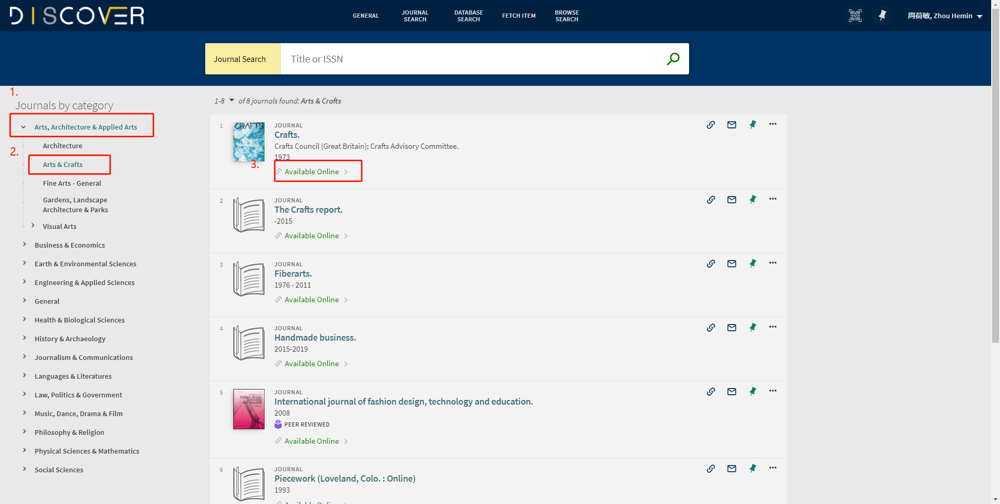 DISCOVER
GENERAL
JOURNAL
SEARCH
DATABASE
SEARCH
FETCH ITEM
BROWSE
SEARCH
周荷敏, Zhou Hemin
Journal Search
Title or ISSN
1.
Journals by category
Arts, Architecture & Applied Arts
Architecture
2.
Arts & Crafts
Fine Arts - General
Gardens, Landscape
Architecture & Parks
Visual Arts
Business & Economics
Earth & Environmental Sciences
Engineering & Applied Sciences
General
Health & Biological Sciences
History & Archaeology
Journalism & Communications
Languages & Literatures
Law, Politics & Government
Music, Dance, Drama & Film
Philosophy & Religion
Physical Sciences & Mathematics
Social Sciences
1-8 of 8 journals found: Arts & Crafts
1
CRAFTS
JOURNAL
Crafts.
Crafts Council (Great Britain); Crafts Advisory Committee.
1973
3.
Available Online
2
JOURNAL
The Crafts report.
-2015
Available Online
3
JOURNAL
Fiberarts.
1976 - 2011
Available Online
4
JOURNAL
Handmade business.
2015-2019
Available Online
5
Fashion Design,
Technology
and Education
JOURNAL
International journal of fashion design, technology and education.
2008
PEER REVIEWED
Available Online
6
JOURNAL
Piecework (Loveland, Colo. : Online)
1993
Available Online